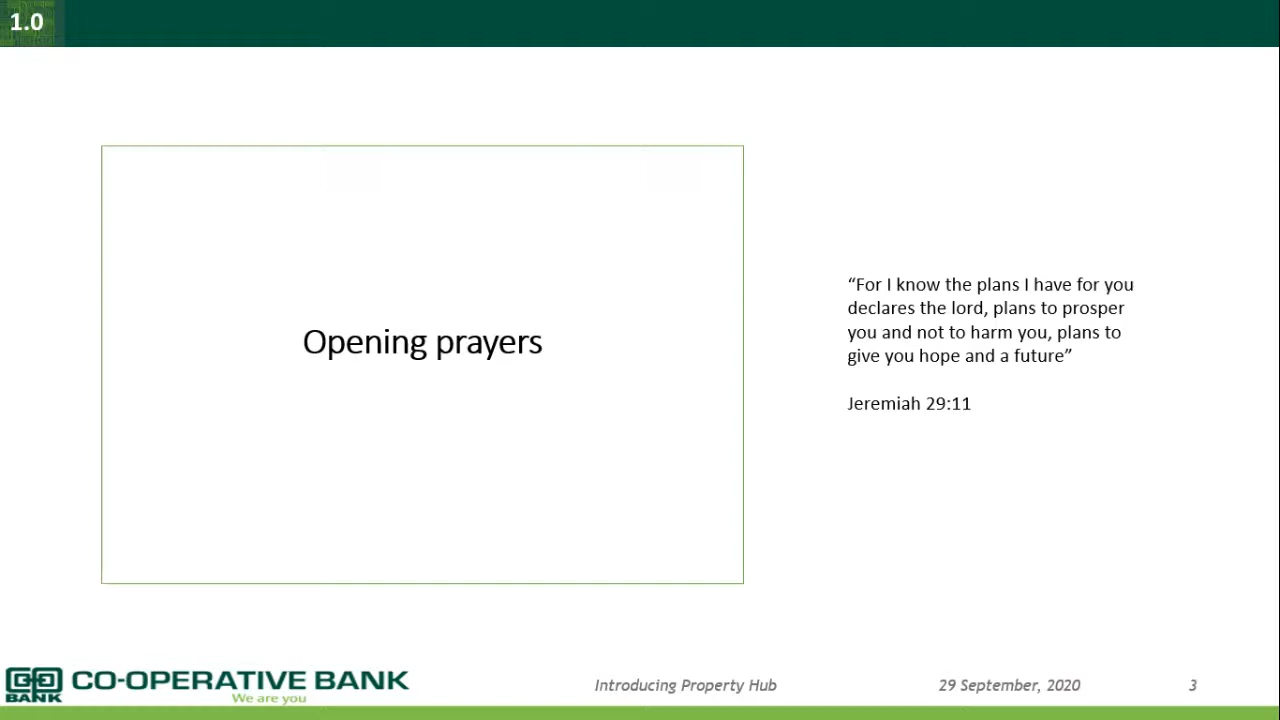 1.0
Opening prayers
“For I know the plans I have for you
declares the lord, plans to prosper
you and not to harm you, plans to
give you hope and a future”
Jeremiah 29:11
BANK
CO-OPERATIVE BANK
We are you
Introducing Property Hub
29 September, 2020
3